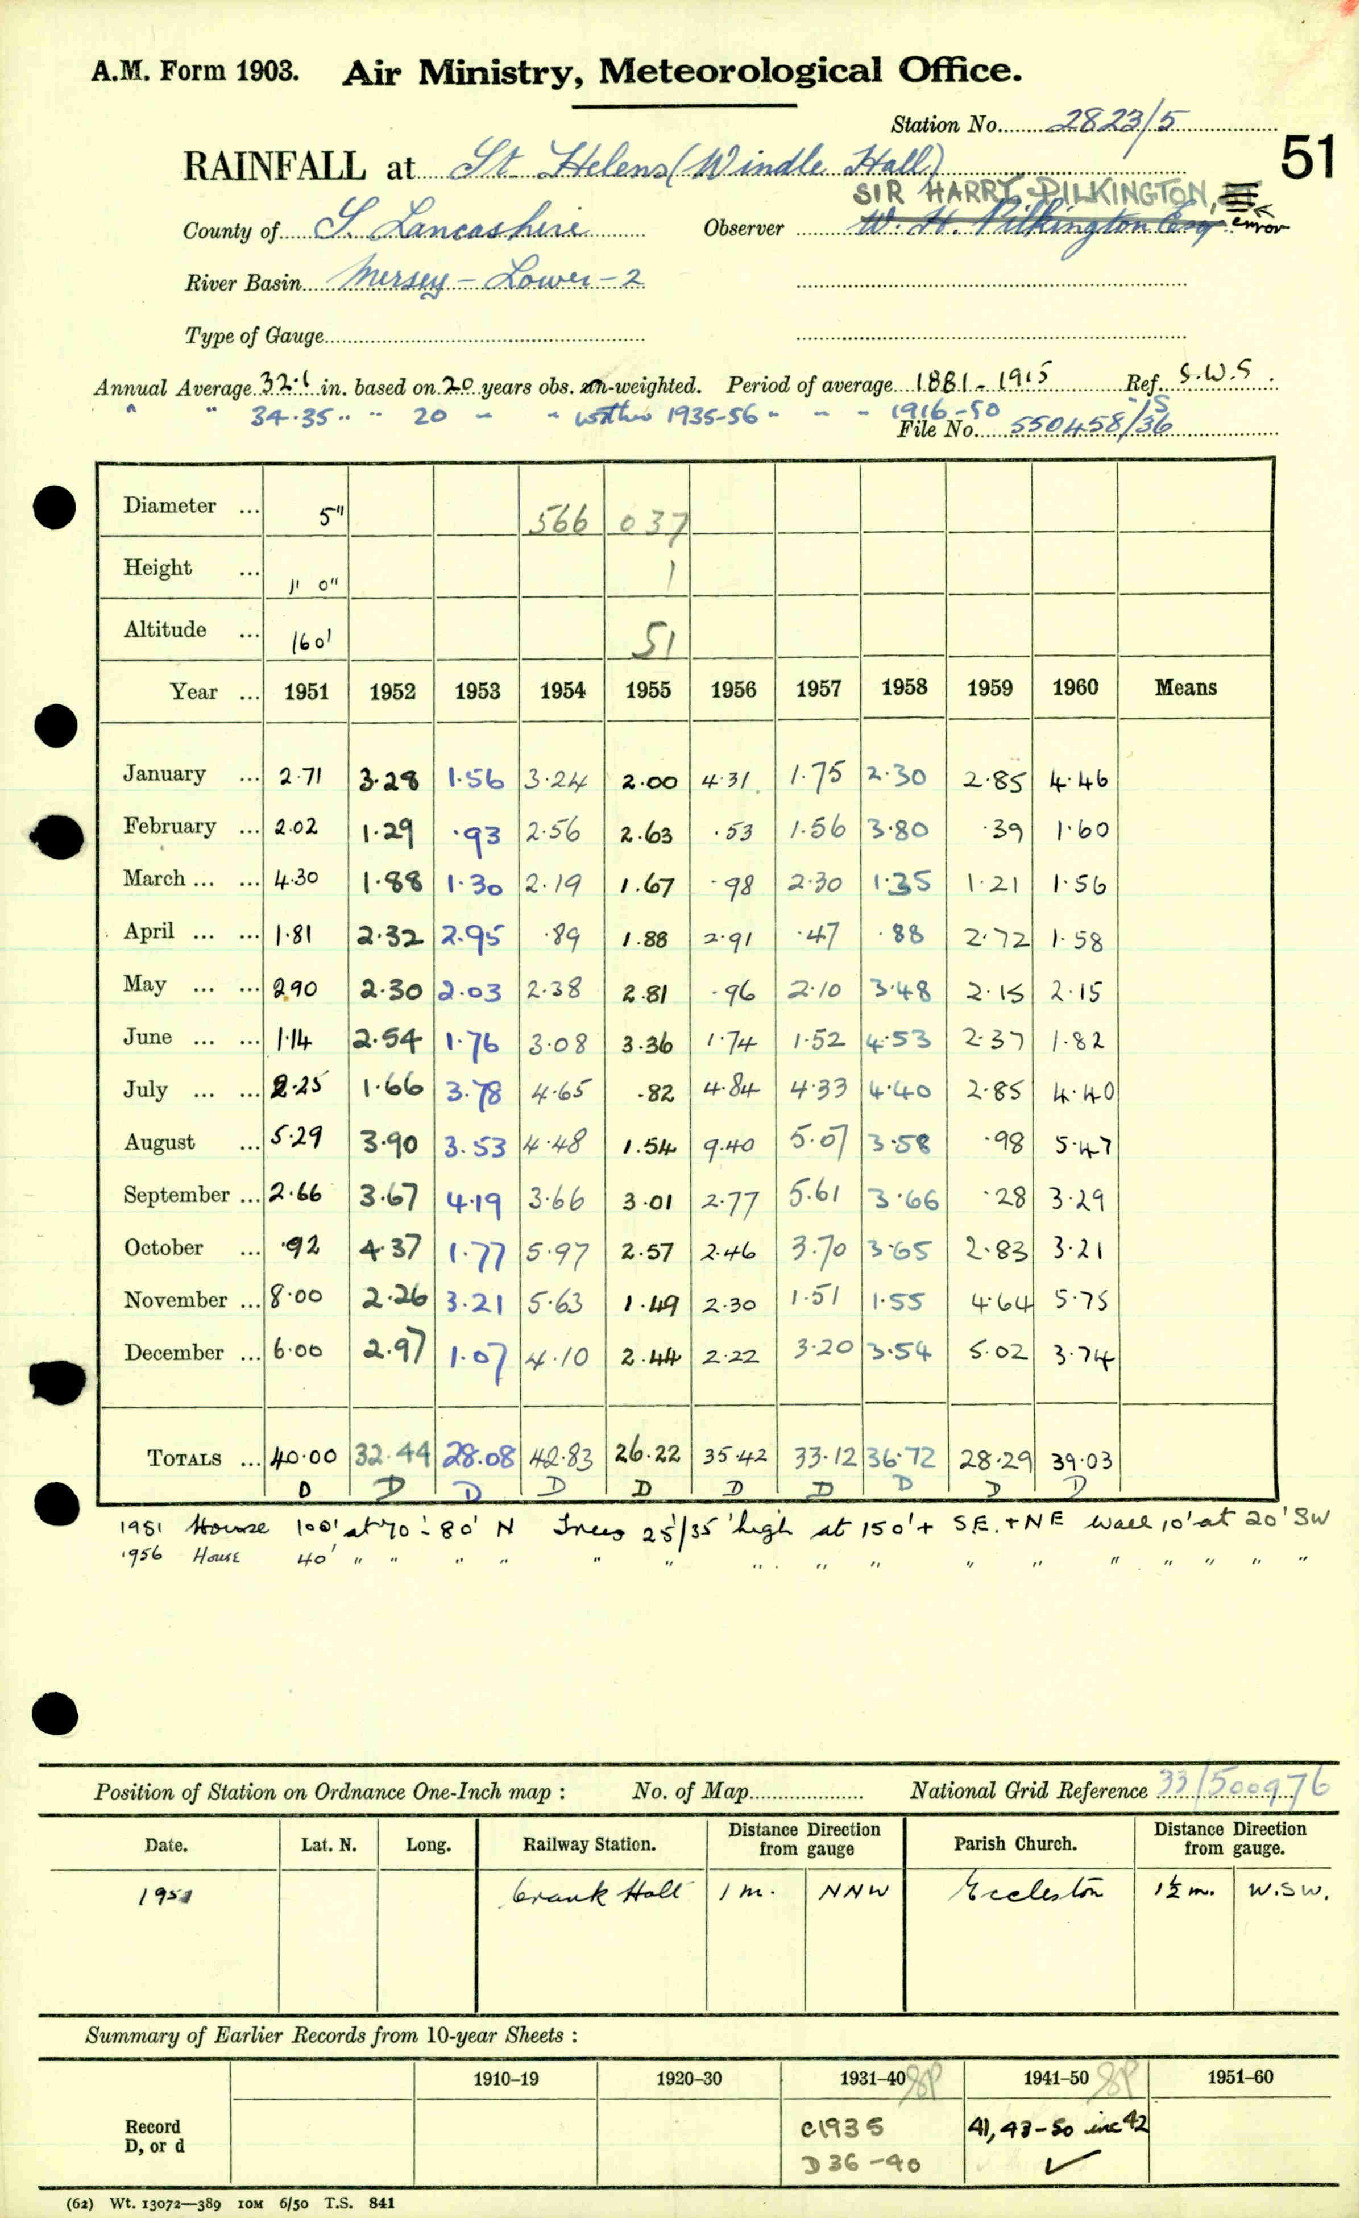 A.M. Form 1903. Air Ministry, Meteorological Office.
Station No. 2823/5
51
RAINFALL at St Helens (Windle Hall)
SIR HARRY PILKINGTON,
County of S. Lancashire Observer W. H. Pilkington Esq error
River Basin Mersey - Lower - 2
Type of Gauge
Annual Average 32.1 in. based on 20 years obs. un-weighted. Period of average 1881-1915 Ref. S.W.S.
" " 34.35 " " 20 " " 1935-56 " " " 1916-50
File No. 550458/36
Diameter ... 5" 566 037
Height ... 1' 0" 1
Altitude ... 160' 51
Year ... 1951 1952 1953 1954 1955 1956 1957 1958 1959 1960 Means
January ... 2.71 3.28 1.56 3.24 2.00 4.31 1.75 2.30 2.85 4.46
February ... 2.02 1.29 .93 2.56 2.63 .53 1.56 3.80 .39 1.60
March ... ... 4.30 1.88 1.30 2.19 1.67 .98 2.30 1.35 1.21 1.56
April ... ... 1.81 2.32 2.95 .89 1.88 2.91 .47 .88 2.72 1.58
May ... ... 2.90 2.30 2.03 2.38 2.81 .96 2.10 3.48 2.15 2.15
June ... ... 1.14 2.54 1.76 3.08 3.36 1.74 1.52 4.53 2.37 1.82
July ... ... 2.25 1.66 3.78 4.65 .82 4.84 4.33 4.40 2.85 4.40
August ... 5.29 3.90 3.53 4.48 1.54 9.40 5.07 3.58 .98 5.47
September ... 2.66 3.67 4.19 3.66 3.01 2.77 5.61 3.66 .28 3.29
October ... .92 4.37 1.77 5.97 2.57 2.46 3.70 3.65 2.83 3.21
November ... 8.00 2.26 3.21 5.63 1.49 2.30 1.51 1.55 4.64 5.75
December ... 6.00 2.97 1.07 4.10 2.44 2.22 3.20 3.54 5.02 3.74
TOTALS ... 40.00 32.44 28.08 42.83 26.22 35.42 33.12 36.72 28.29 39.03
D D D D D D D D D D
1951 House 100' at 70'-80' N Trees 25'/35' high at 150'+ S.E. + NE wall 10' at 20' SW
1956 House 40' " " " " " " " " " " " " " " " "
Position of Station on Ordnance One-Inch map : No. of Map National Grid Reference 33/500976
Date. Lat. N. Long. Railway Station. Distance from gauge Direction Parish Church. Distance from gauge. Direction
1951 Crank Halt 1 m. NNW Eccleston 1½ m. W.SW.
Summary of Earlier Records from 10-year Sheets :
1910–19 1920–30 1931–40 1941–50 1951–60
Record D, or d C1935 41, 43-50 inc 42
D 36-40 ✓
(62) Wt. 13072—389 10M 6/50 T.S. 841